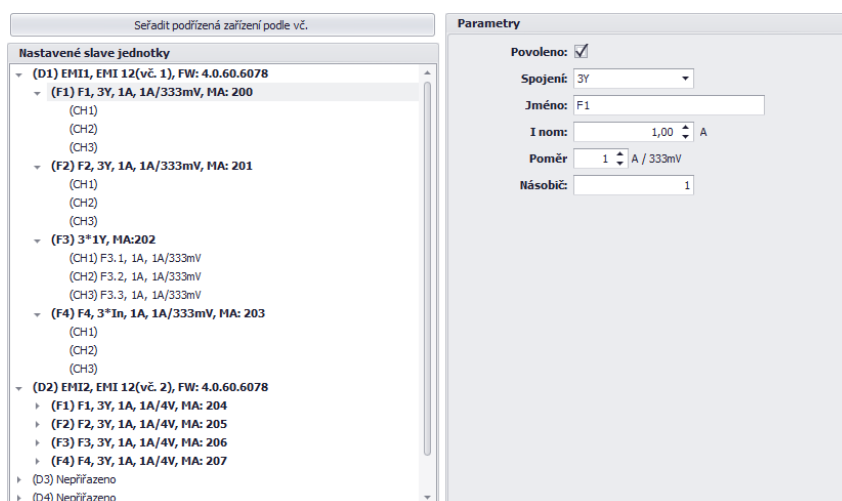 Seřadit podřízená zařízení podle vč.
Nastavené slave jednotky
(D1) EMI1, EMI 12(vč. 1), FW: 4.0.60.6078
(F1) F1, 3Y, 1A, 1A/333mV, MA: 200
(CH1)
(CH2)
(CH3)
(F2) F2, 3Y, 1A, 1A/333mV, MA: 201
(CH1)
(CH2)
(CH3)
(F3) 3*1Y, MA:202
(CH1) F3.1, 1A, 1A/333mV
(CH2) F3.2, 1A, 1A/333mV
(CH3) F3.3, 1A, 1A/333mV
(F4) F4, 3*In, 1A, 1A/333mV, MA: 203
(CH1)
(CH2)
(CH3)
(D2) EMI2, EMI 12(vč. 2), FW: 4.0.60.6078
(F1) F1, 3Y, 1A, 1A/4V, MA: 204
(F2) F2, 3Y, 1A, 1A/4V, MA: 205
(F3) F3, 3Y, 1A, 1A/4V, MA: 206
(F4) F4, 3Y, 1A, 1A/4V, MA: 207
(D3) Nepřiřazeno
(D4) Nepřiřazeno
Parametry
Povoleno:
Spojení: 3Y
Jméno: F1
I nom: 1,00 A
Poměr 1 A / 333mV
Násobič: 1